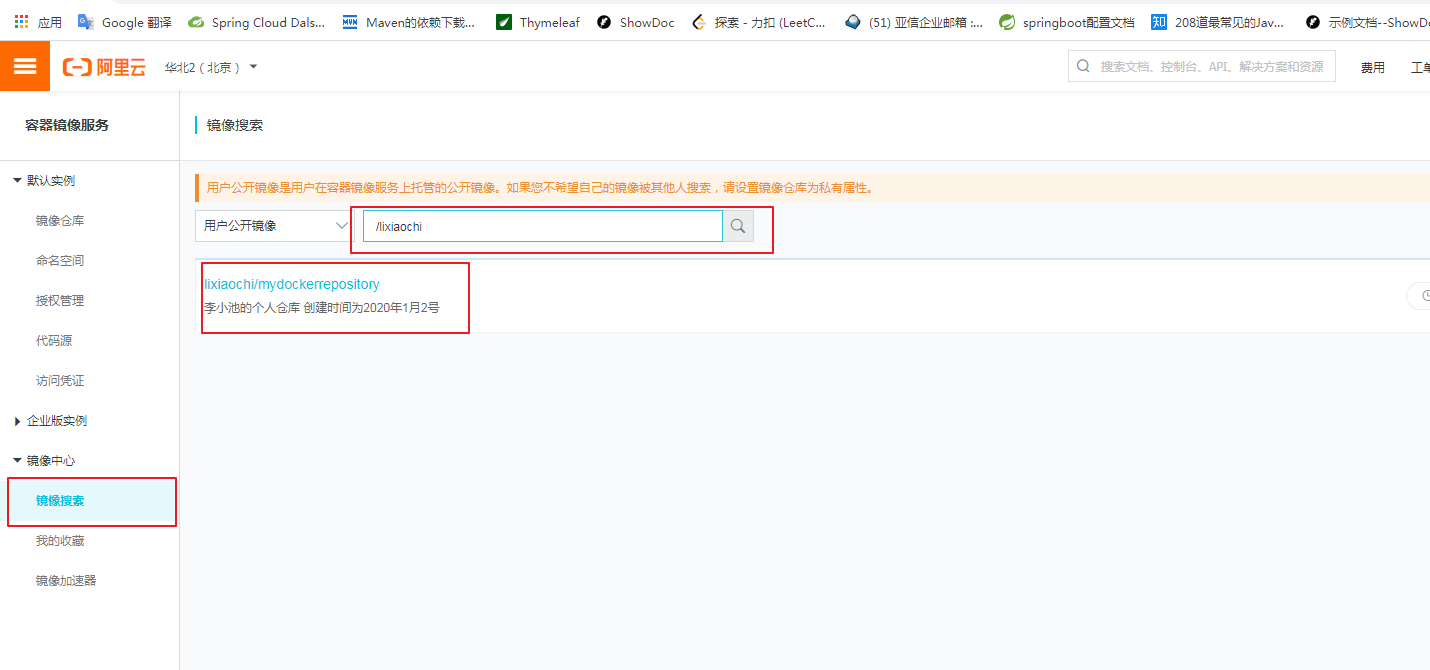 应用 Google 翻译 Spring Cloud Dals... Maven的依赖下载... Thymeleaf ShowDoc 探索 - 力扣 (LeetC... (51) 亚信企业邮箱 :... springboot配置文档 208道最常见的Jav... 示例文档--ShowDo
阿里云 华北2 ( 北京 ) 搜索文档、控制台、API、解决方案和资源 费用 工单
容器镜像服务
镜像搜索
默认实例
用户公开镜像是用户在容器镜像服务上托管的公开镜像。如果您不希望自己的镜像被其他人搜索，请设置镜像仓库为私有属性。
镜像仓库
用户公开镜像 /lixiaochi
命名空间
lixiaochi/mydockerrepository
授权管理
李小池的个人仓库 创建时间为2020年1月2号
代码源
访问凭证
企业版实例
镜像中心
镜像搜索
我的收藏
镜像加速器